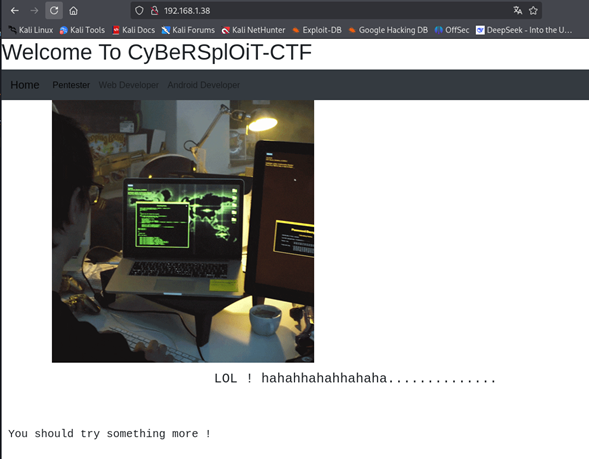 192.168.1.38
Kali Linux Kali Tools Kali Docs Kali Forums Kali NetHunter Exploit-DB Google Hacking DB OffSec DeepSeek - Into the U...
Welcome To CyBeRSplOiT-CTF
Home Pentester Web Developer Android Developer
LOL ! hahahhahahhahaha..............
You should try something more !